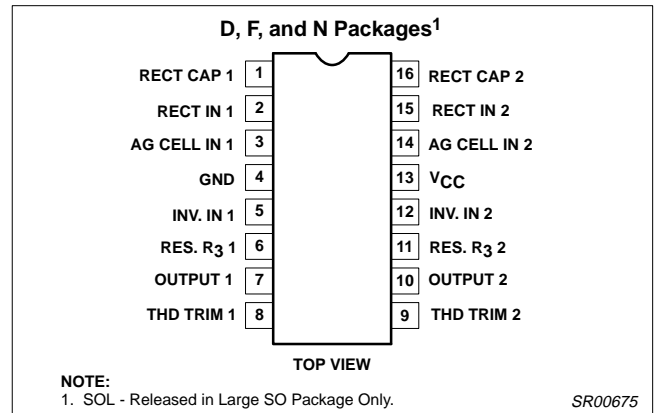 D, F, and N Packages1
RECT CAP 1 1 16 RECT CAP 2
RECT IN 1 2 15 RECT IN 2
AG CELL IN 1 3 14 AG CELL IN 2
GND 4 13 VCC
INV. IN 1 5 12 INV. IN 2
RES. R3 1 6 11 RES. R3 2
OUTPUT 1 7 10 OUTPUT 2
THD TRIM 1 8 9 THD TRIM 2
TOP VIEW
NOTE:
1. SOL - Released in Large SO Package Only.
SR00675